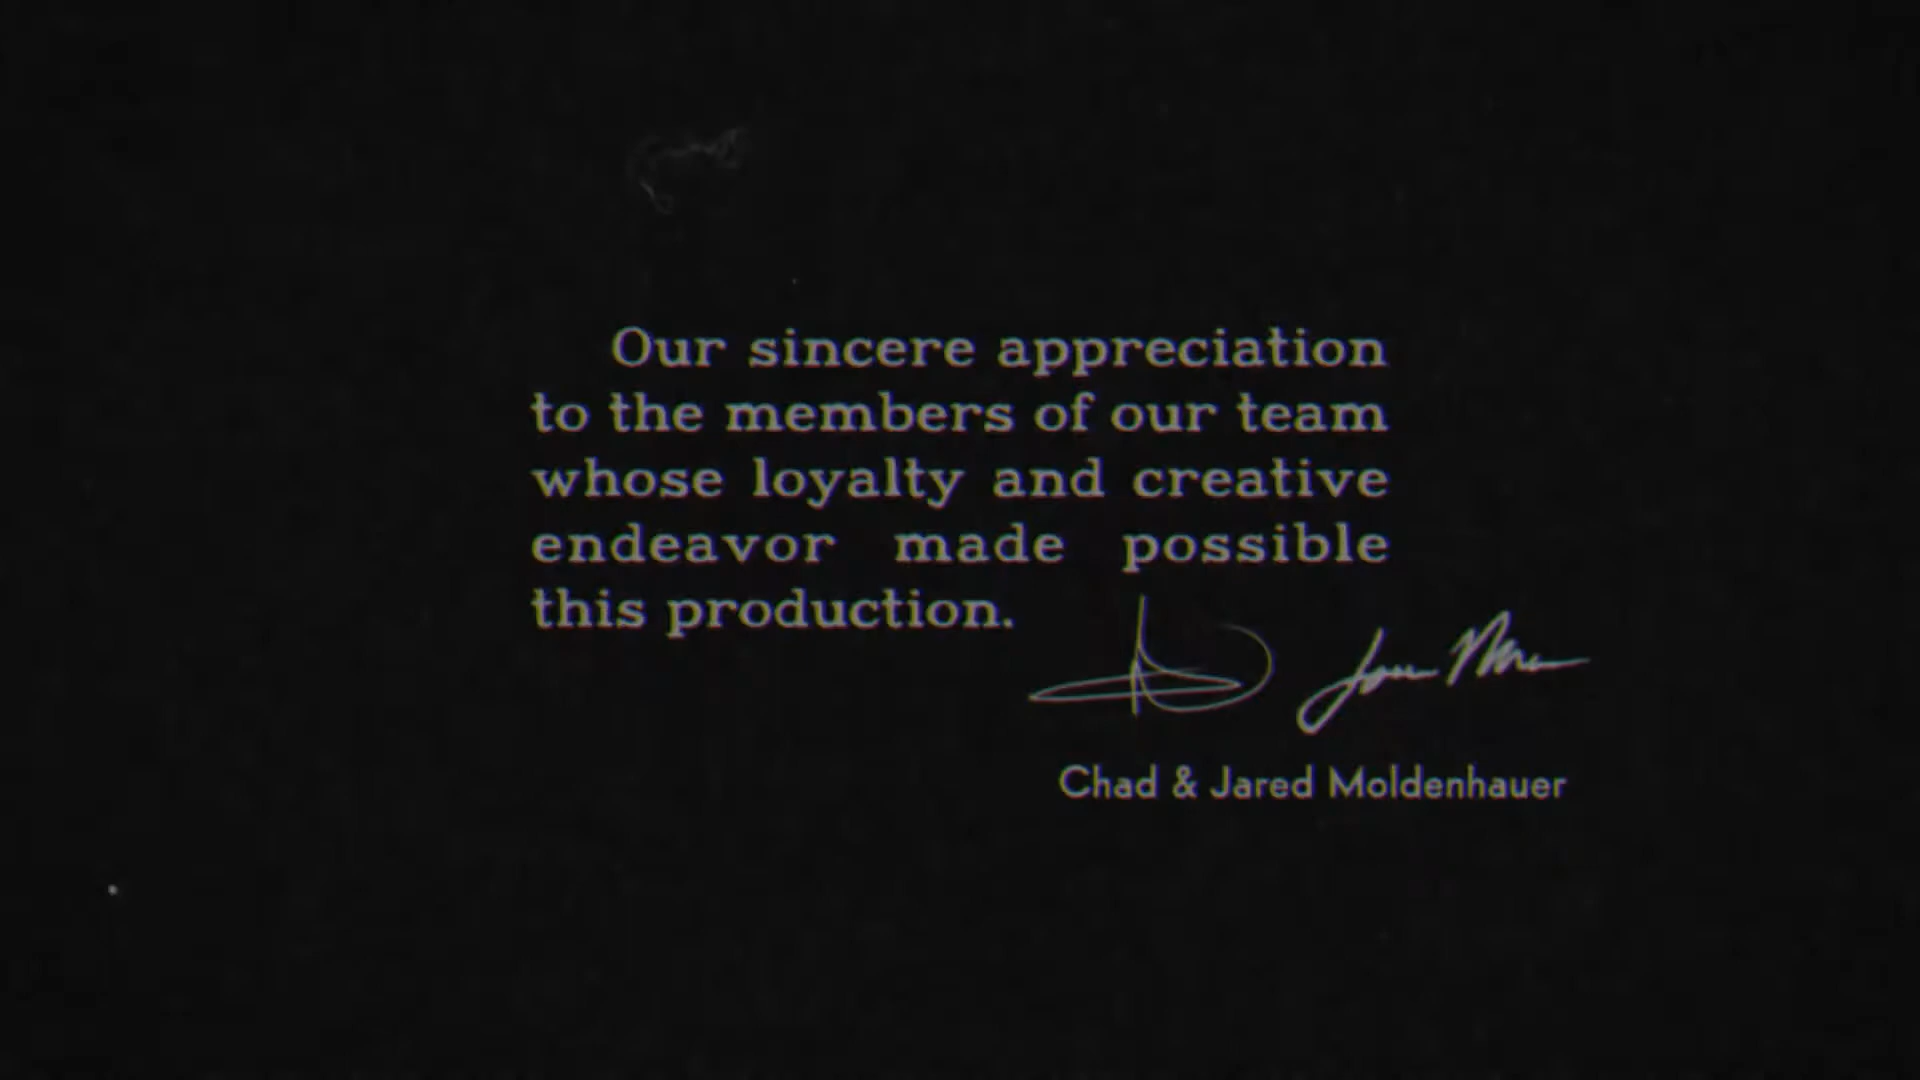 Our sincere appreciation
to the members of our team
whose loyalty and creative
endeavor made possible
this production.
Chad & Jared Moldenhauer